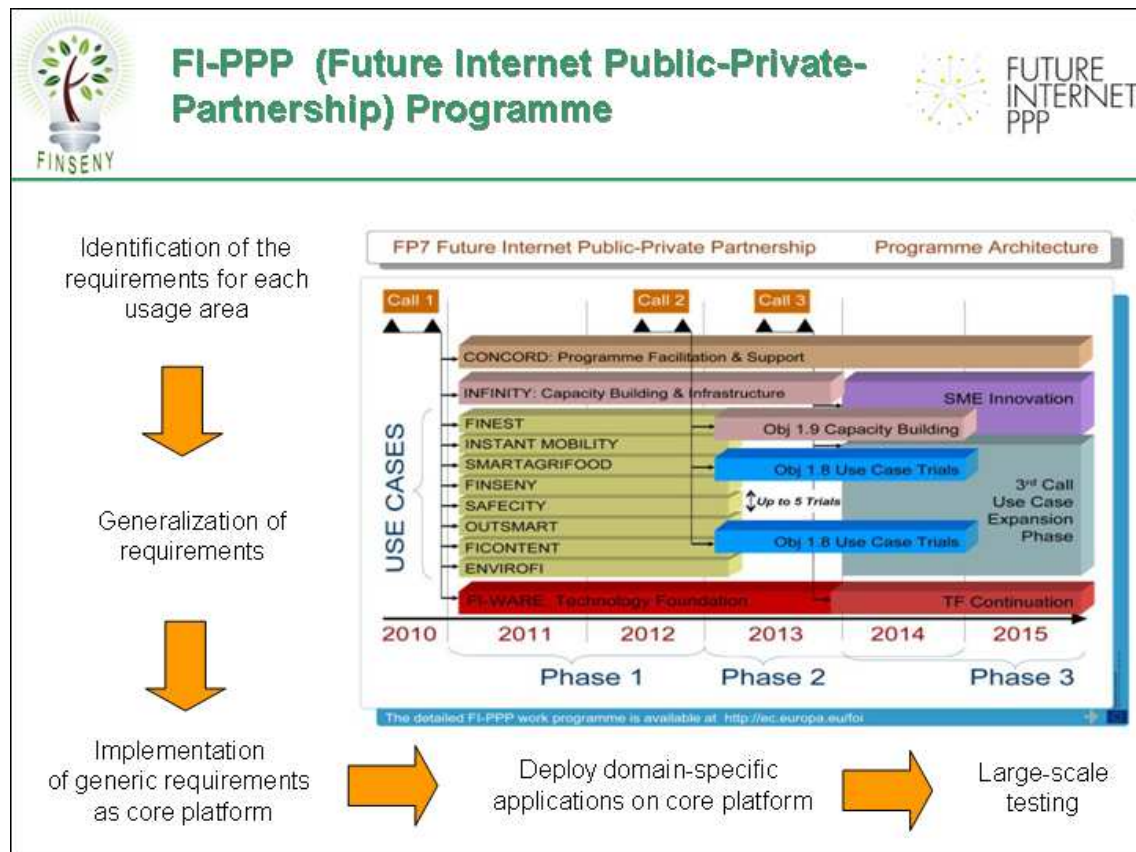 FINSENY
FI-PPP (Future Internet Public-Private-
Partnership) Programme
FUTURE
INTERNET
PPP
Identification of the
requirements for each
usage area
Generalization of
requirements
Implementation
of generic requirements
as core platform
Deploy domain-specific
applications on core platform
Large-scale
testing
FP7 Future Internet Public-Private Partnership Programme Architecture
Call 1 Call 2 Call 3
CONCORD: Programme Facilitation & Support
INFINITY: Capacity Building & Infrastructure
SME Innovation
USE CASES
FINEST
INSTANT MOBILITY
SMARTAGRIFOOD
FINSENY
SAFECITY
OUTSMART
FICONTENT
ENVIROFI
Obj 1.9 Capacity Building
Obj 1.8 Use Case Trials
Up to 5 Trials
Obj 1.8 Use Case Trials
3rd Call
Use Case
Expansion
Phase
FI-WARE: Technology Foundation
TF Continuation
2010 2011 2012 2013 2014 2015
Phase 1 Phase 2 Phase 3
The detailed FI-PPP work programme is available at http://ec.europa.eu/foi